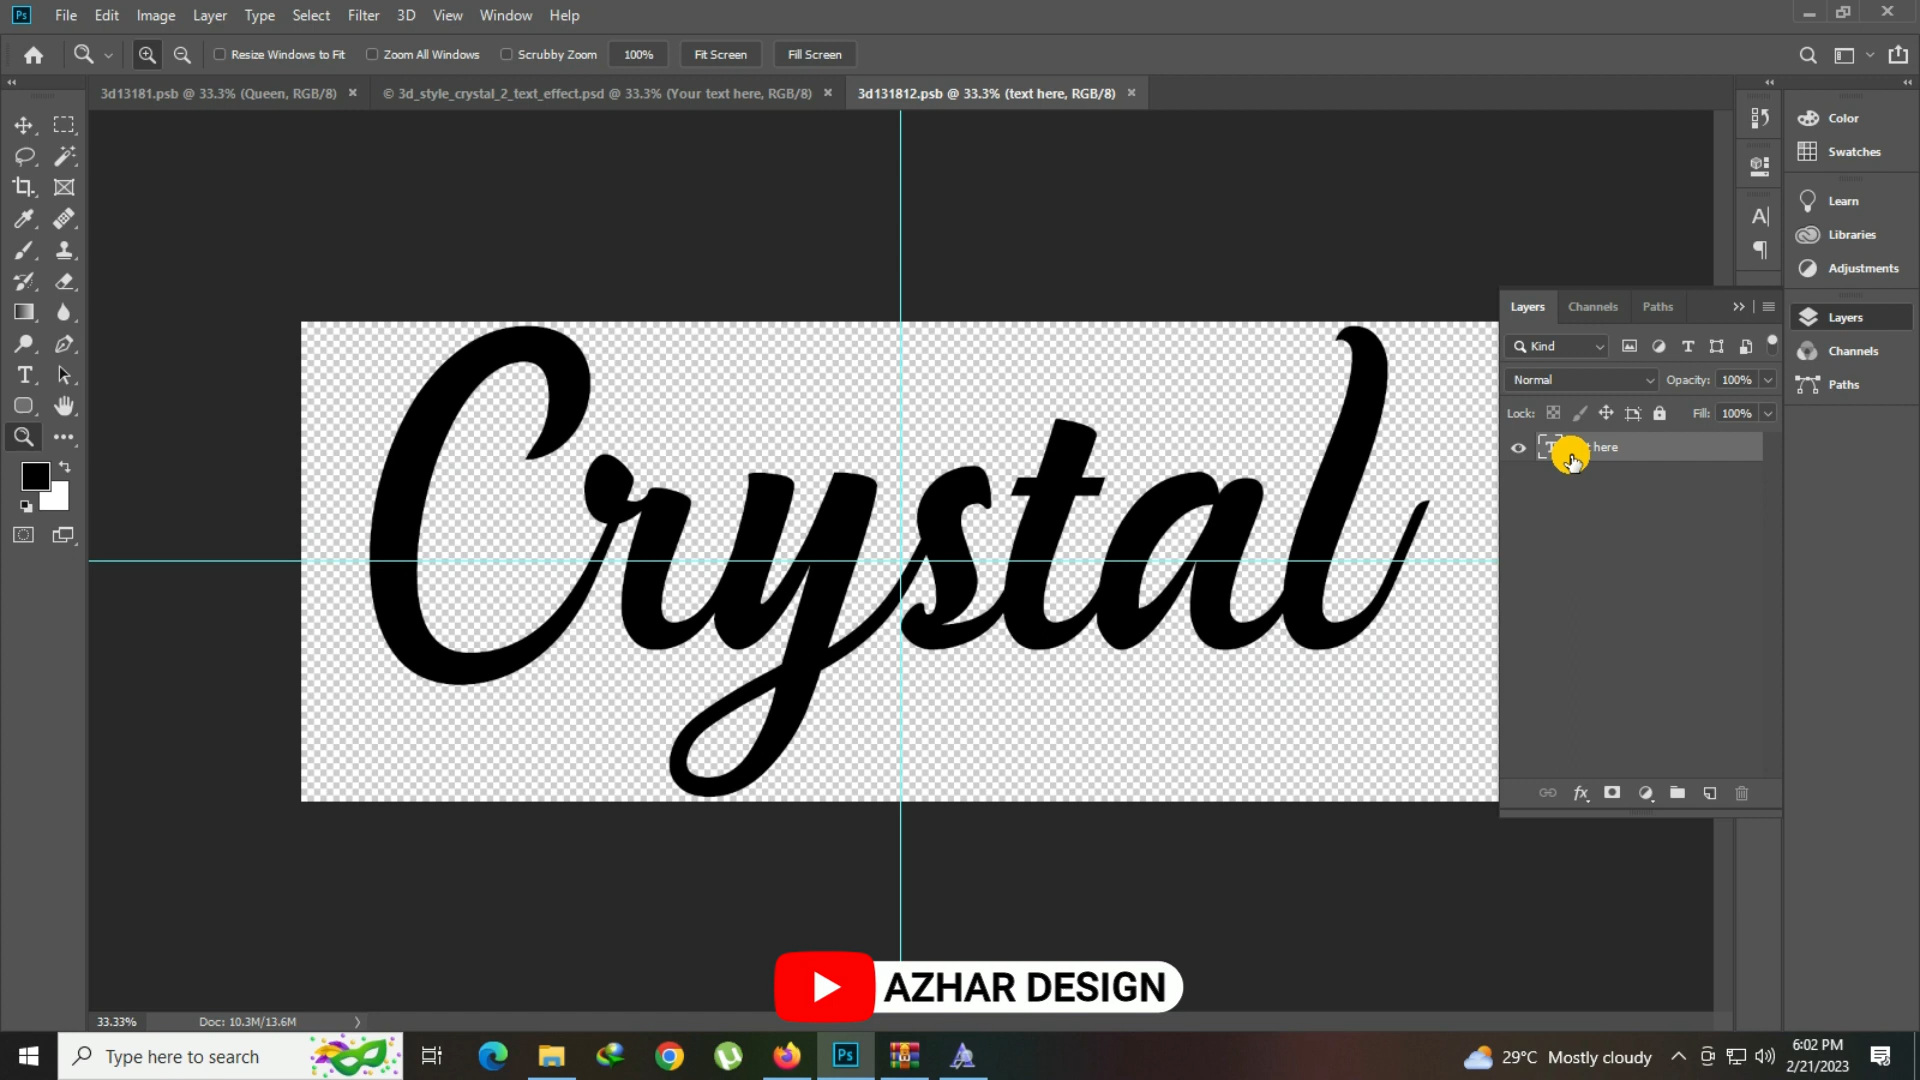 Ps File Edit Image Layer Type Select Filter 3D View Window Help
Resize Windows to Fit Zoom All Windows Scrubby Zoom 100% Fit Screen Fill Screen
3d13181.psb @ 33.3% (Queen, RGB/8) × © 3d_style_crystal_2_text_effect.psd @ 33.3% (Your text here, RGB/8) × 3d131812.psb @ 33.3% (text here, RGB/8) ×
Color
Swatches
Learn
Libraries
Adjustments
Layers
Channels
Paths
Layers Channels Paths
Kind
Normal Opacity: 100%
Lock: Fill: 100%
here
Crystal
AZHAR DESIGN
33.33% Doc: 10.3M/13.6M
Type here to search
Ps
29°C Mostly cloudy
6:02 PM
2/21/2023